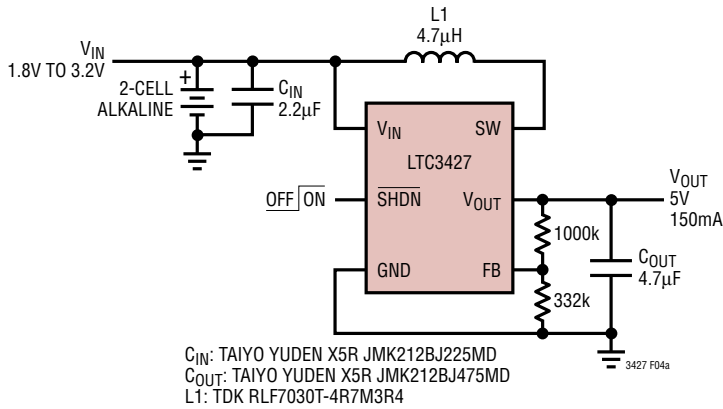 L1
4.7µH
VIN
1.8V TO 3.2V
2-CELL
ALKALINE
+
CIN
2.2µF
VIN
SW
LTC3427
OFF ON
SHDN
VOUT
VOUT
5V
150mA
1000k
GND
FB
COUT
4.7µF
332k
CIN: TAIYO YUDEN X5R JMK212BJ225MD
COUT: TAIYO YUDEN X5R JMK212BJ475MD
L1: TDK RLF7030T-4R7M3R4
3427 F04a